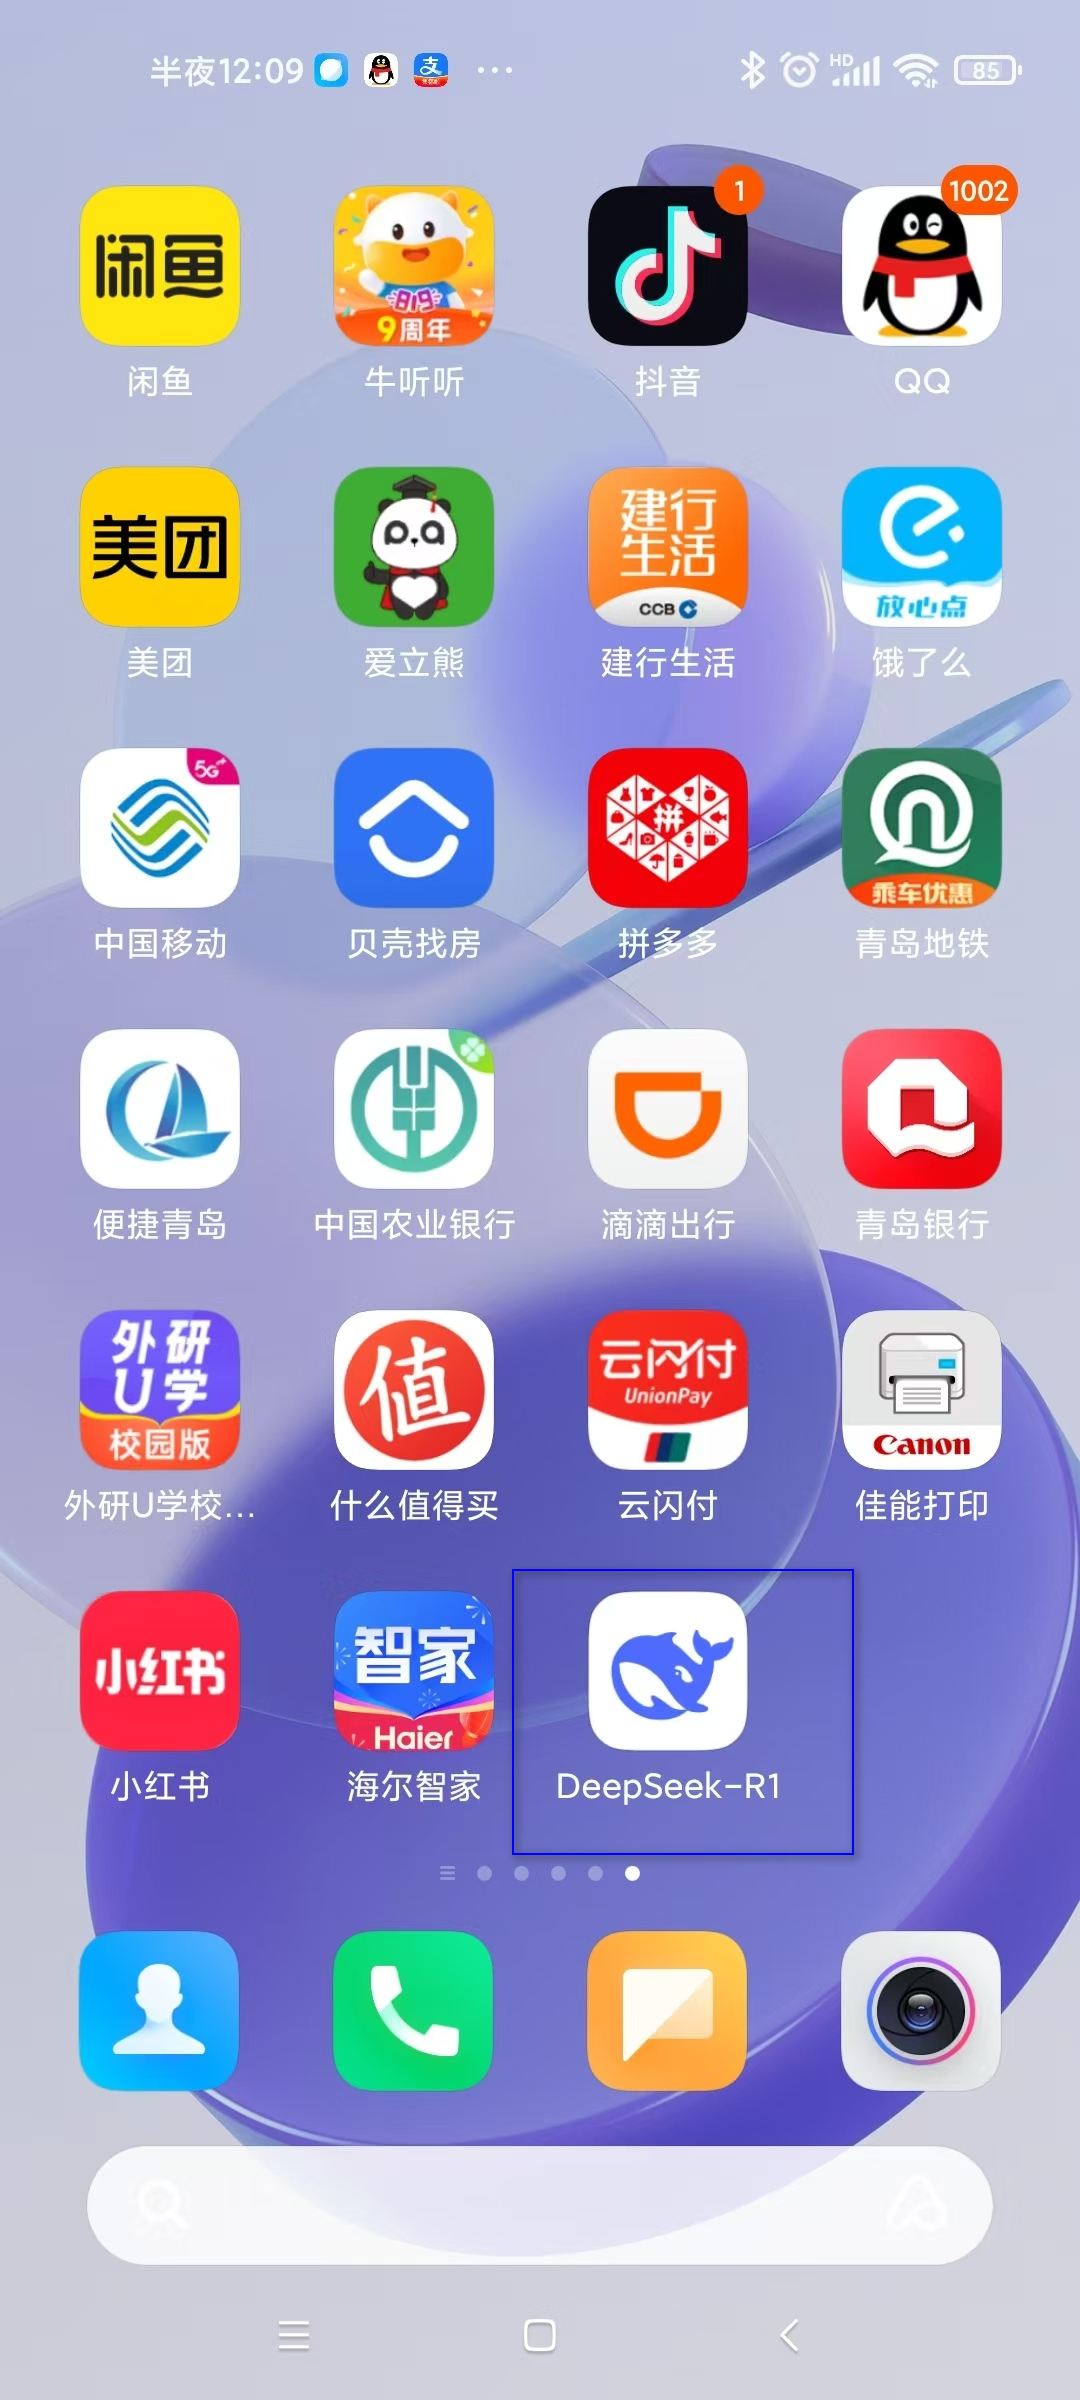 半夜12:09
HD
85
闲鱼
819
9周年
1
1002
闲鱼
牛听听
抖音
QQ
美团
建行
生活
CCB
放心点
美团
爱立熊
建行生活
饿了么
5G+
拼
乘车优惠
中国移动
贝壳找房
拼多多
青岛地铁
便捷青岛
中国农业银行
滴滴出行
青岛银行
外研
U学
校园版
值
云闪付
UnionPay
Canon
外研U学校...
什么值得买
云闪付
佳能打印
小红书
智家
Haier
小红书
海尔智家
DeepSeek-R1